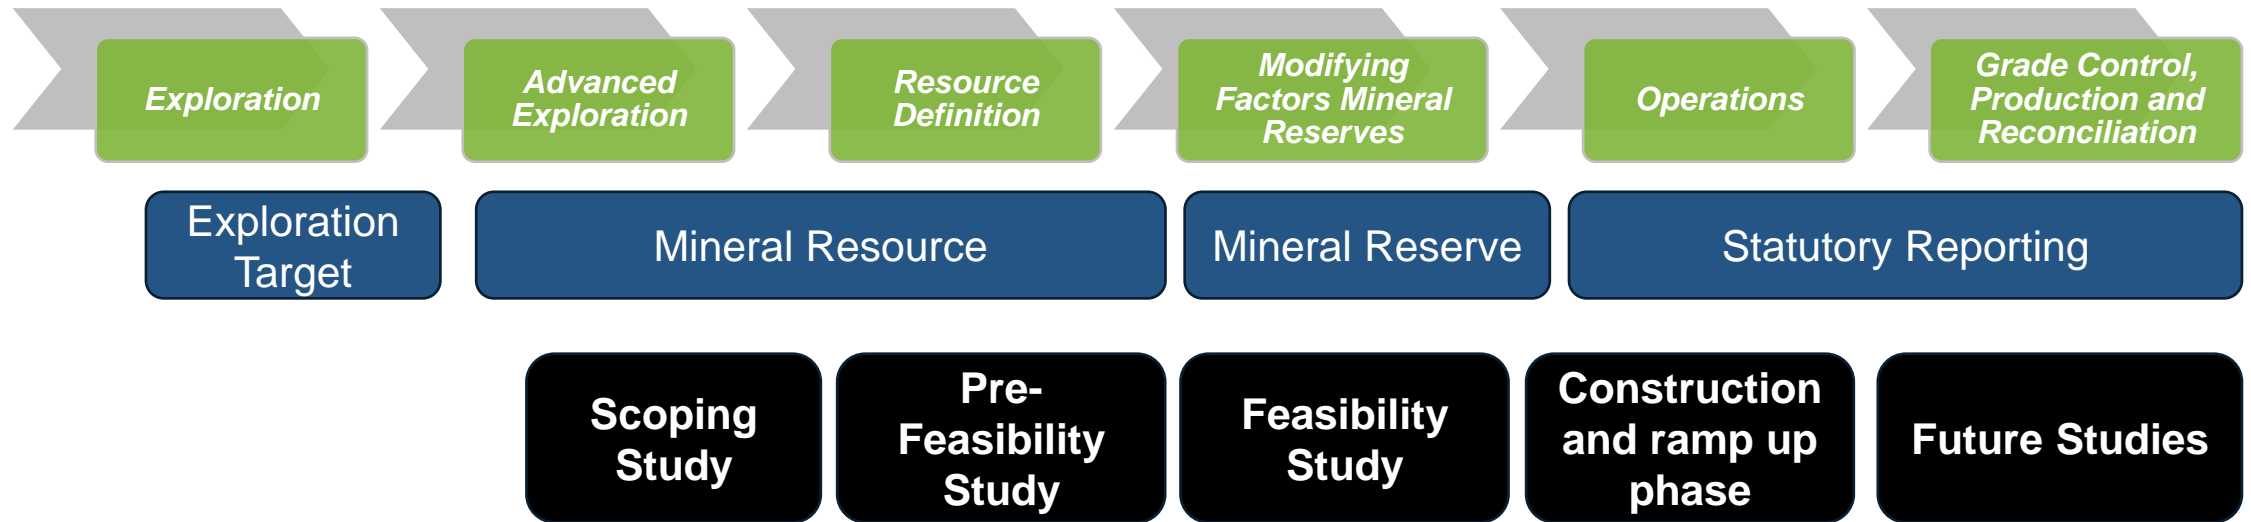 Exploration
Advanced
Exploration
Resource
Definition
Modifying
Factors Mineral
Reserves
Operations
Grade Control,
Production and
Reconciliation
Exploration
Target
Mineral Resource
Mineral Reserve
Statutory Reporting
Scoping
Study
Pre-
Feasibility
Study
Feasibility
Study
Construction
and ramp up
phase
Future Studies